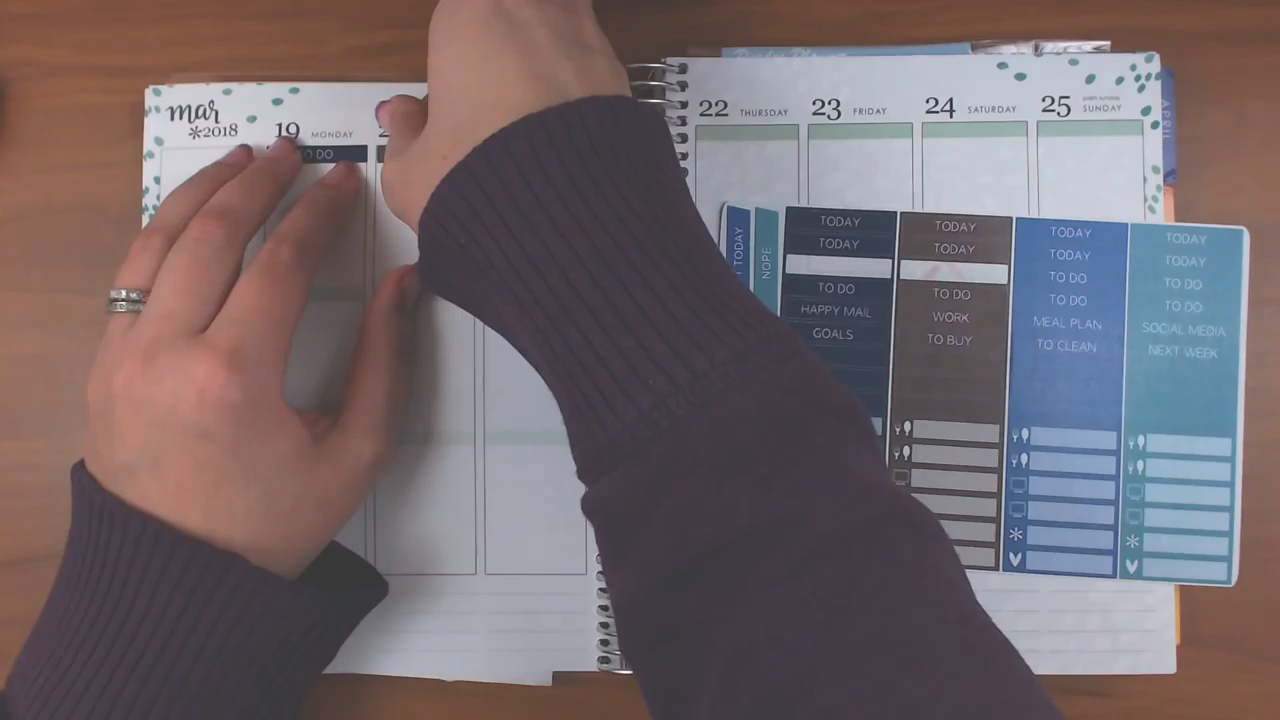 mar
*2018
19 MONDAY
TO DO
22 THURSDAY
23 FRIDAY
24 SATURDAY
25 SUNDAY
APRIL
TODAY
NOPE
TODAY
TODAY
TO DO
HAPPY MAIL
GOALS
TODAY
TODAY
TO DO
WORK
TO BUY
TODAY
TODAY
TO DO
TO DO
MEAL PLAN
TO CLEAN
TODAY
TODAY
TO DO
TO DO
SOCIAL MEDIA
NEXT WEEK